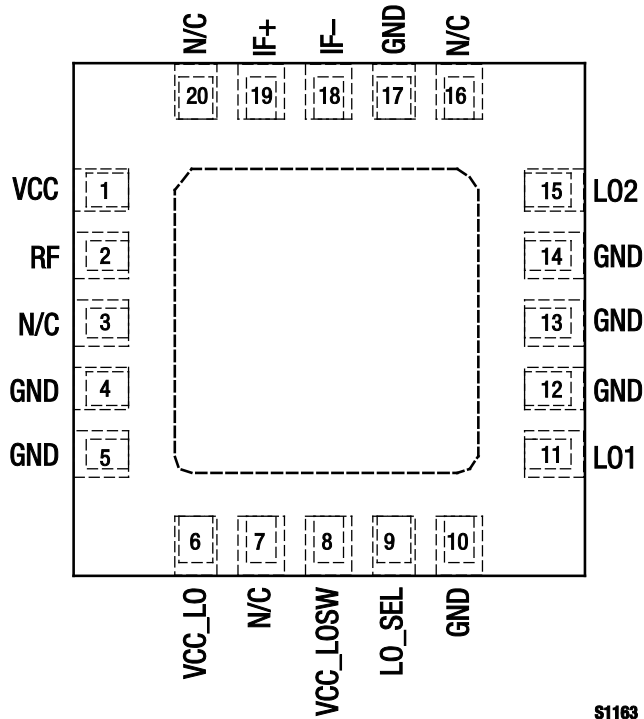 N/C IF+ IF– GND N/C
20 19 18 17 16
VCC 1 15 LO2
RF 2 14 GND
N/C 3 13 GND
GND 4 12 GND
GND 5 11 LO1
6 7 8 9 10
VCC_LO N/C VCC_LOSW LO_SEL GND
S1163